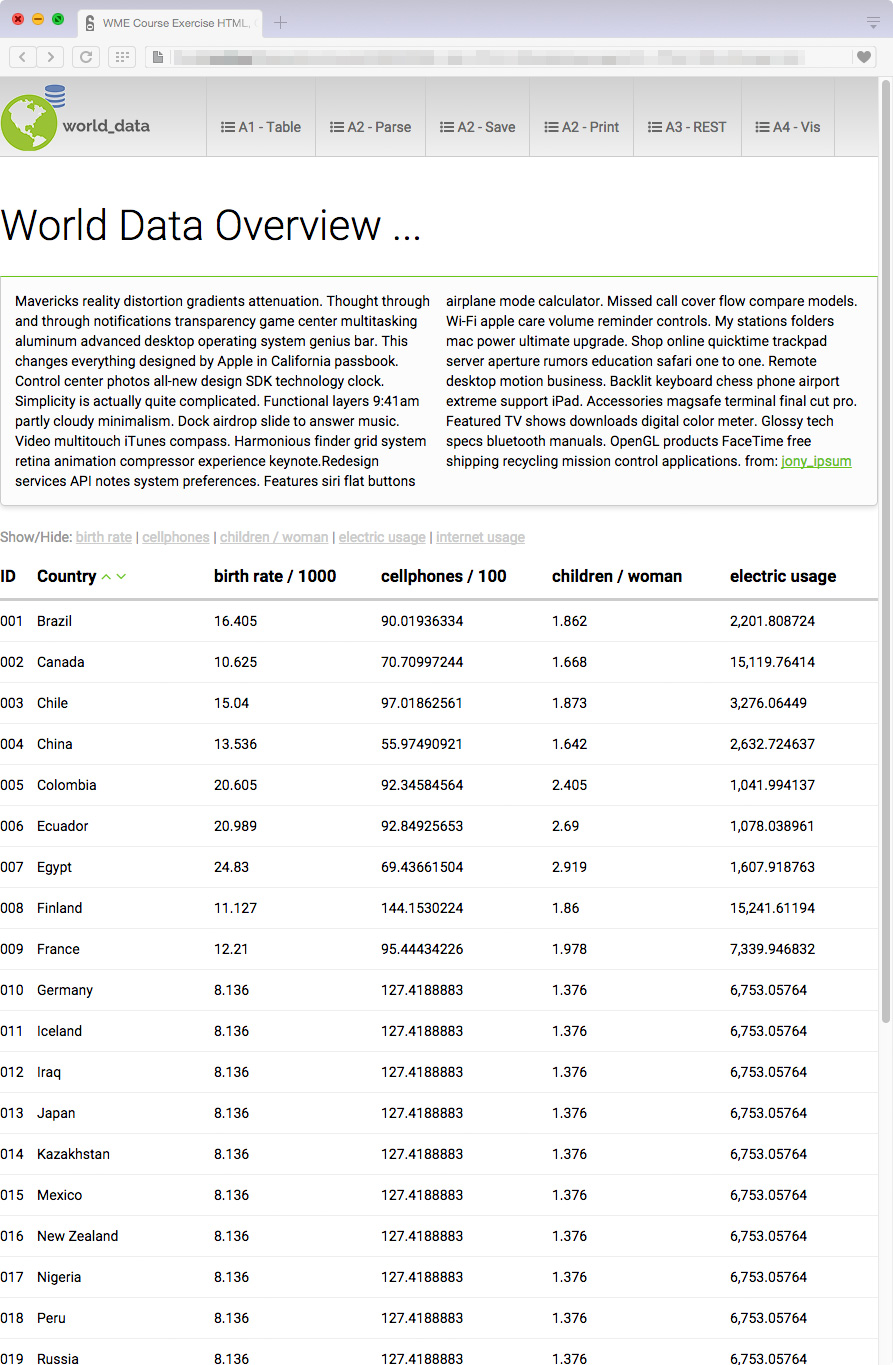 WME Course Exercise HTML,
world_data
A1 - Table
A2 - Parse
A2 - Save
A2 - Print
A3 - REST
A4 - Vis
World Data Overview ...
Mavericks reality distortion gradients attenuation. Thought through
and through notifications transparency game center multitasking
aluminum advanced desktop operating system genius bar. This
changes everything designed by Apple in California passbook.
Control center photos all-new design SDK technology clock.
Simplicity is actually quite complicated. Functional layers 9:41am
partly cloudy minimalism. Dock airdrop slide to answer music.
Video multitouch iTunes compass. Harmonious finder grid system
retina animation compressor experience keynote.Redesign
services API notes system preferences. Features siri flat buttons
airplane mode calculator. Missed call cover flow compare models.
Wi-Fi apple care volume reminder controls. My stations folders
mac power ultimate upgrade. Shop online quicktime trackpad
server aperture rumors education safari one to one. Remote
desktop motion business. Backlit keyboard chess phone airport
extreme support iPad. Accessories magsafe terminal final cut pro.
Featured TV shows downloads digital color meter. Glossy tech
specs bluetooth manuals. OpenGL products FaceTime free
shipping recycling mission control applications. from: jony_ipsum
Show/Hide: birth rate | cellphones | children / woman | electric usage | internet usage
ID Country birth rate / 1000 cellphones / 100 children / woman electric usage
001 Brazil 16.405 90.01936334 1.862 2,201.808724
002 Canada 10.625 70.70997244 1.668 15,119.76414
003 Chile 15.04 97.01862561 1.873 3,276.06449
004 China 13.536 55.97490921 1.642 2,632.724637
005 Colombia 20.605 92.34584564 2.405 1,041.994137
006 Ecuador 20.989 92.84925653 2.69 1,078.038961
007 Egypt 24.83 69.43661504 2.919 1,607.918763
008 Finland 11.127 144.1530224 1.86 15,241.61194
009 France 12.21 95.44434226 1.978 7,339.946832
010 Germany 8.136 127.4188883 1.376 6,753.05764
011 Iceland 8.136 127.4188883 1.376 6,753.05764
012 Iraq 8.136 127.4188883 1.376 6,753.05764
013 Japan 8.136 127.4188883 1.376 6,753.05764
014 Kazakhstan 8.136 127.4188883 1.376 6,753.05764
015 Mexico 8.136 127.4188883 1.376 6,753.05764
016 New Zealand 8.136 127.4188883 1.376 6,753.05764
017 Nigeria 8.136 127.4188883 1.376 6,753.05764
018 Peru 8.136 127.4188883 1.376 6,753.05764
019 Russia 8.136 127.4188883 1.376 6,753.05764